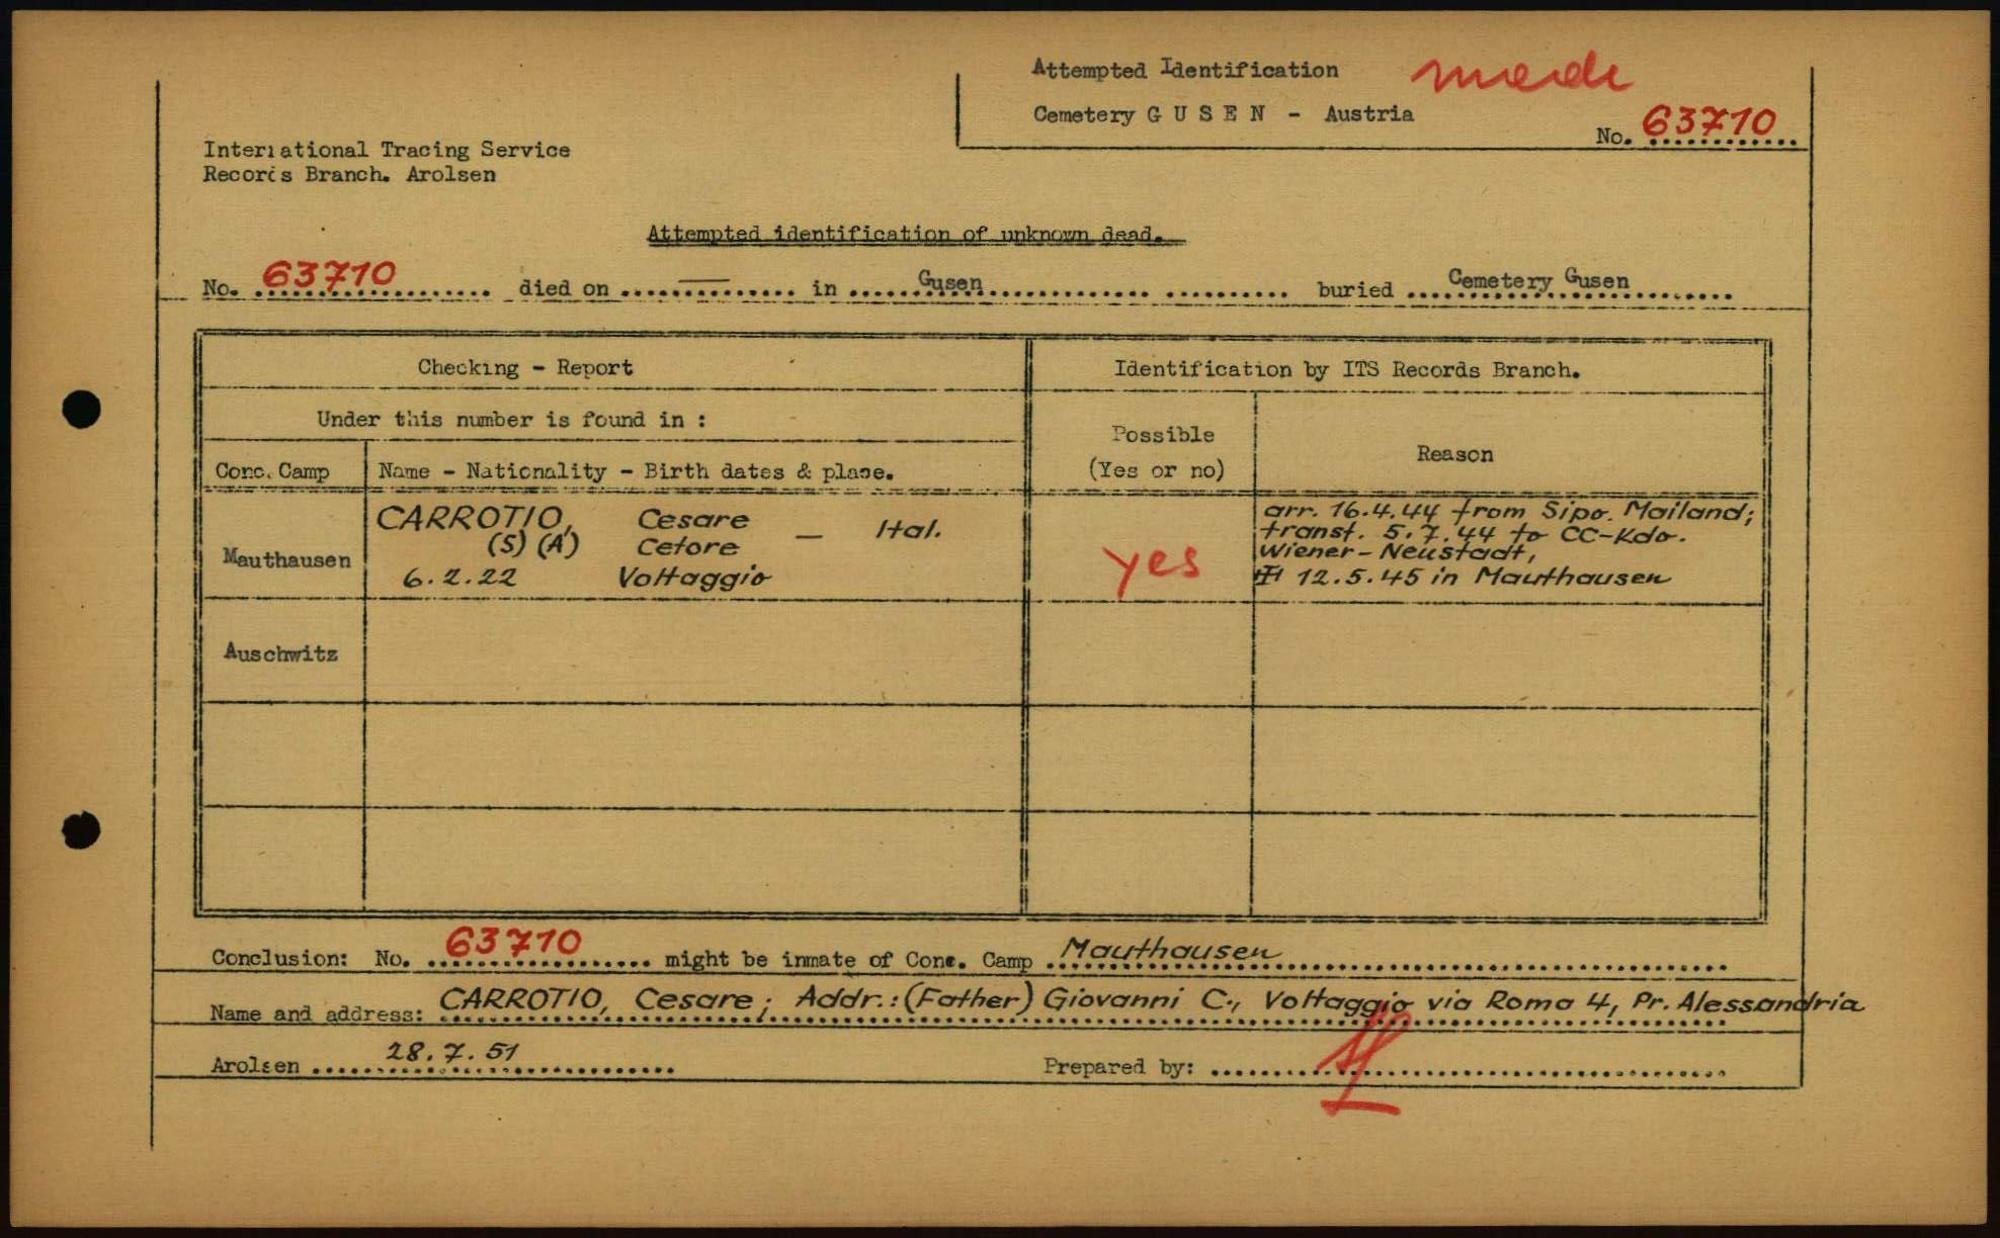 Attempted Identification made
Cemetery G U S E N - Austria
No. 63710
International Tracing Service
Records Branch. Arolsen
Attempted identification of unknown dead.
No. 63710 died on — in Gusen buried Cemetery Gusen
Checking - Report
Identification by ITS Records Branch.
Under this number is found in :
Possible
(Yes or no)
Reason
Conc. Camp
Name - Nationality - Birth dates & place.
Mauthausen
CARROTIO, Cesare — Ital.
(S) (A) Cetore
6.2.22 Voltaggio
yes
arr. 16.4.44 from Sipo. Mailand;
transf. 5.7.44 to CC-Kdo.
Wiener-Neustadt,
12.5.45 in Mauthausen
Auschwitz
Conclusion: No. 63710 might be inmate of Conc. Camp Mauthausen
Name and address: CARROTIO, Cesare; Addr.: (Father) Giovanni C., Voltaggio via Roma 4, Pr. Alessandria
Arolsen 28.7.51
Prepared by: